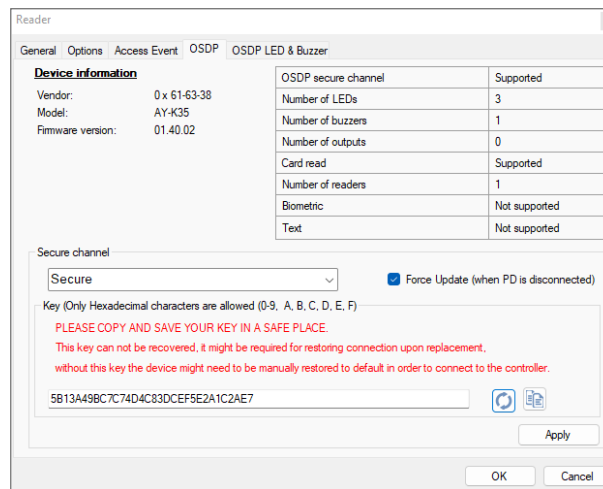 Reader
General Options Access Event OSDP OSDP LED & Buzzer
Device information
Vendor: 0 x 61-63-38
Model: AY-K35
Firmware version: 01.40.02
OSDP secure channel Supported
Number of LEDs 3
Number of buzzers 1
Number of outputs 0
Card read Supported
Number of readers 1
Biometric Not supported
Text Not supported
Secure channel
Secure
Force Update (when PD is disconnected)
Key (Only Hexadecimal characters are allowed (0-9, A, B, C, D, E, F)
PLEASE COPY AND SAVE YOUR KEY IN A SAFE PLACE.
This key can not be recovered, it might be required for restoring connection upon replacement,
without this key the device might need to be manually restored to default in order to connect to the controller.
5B13A49BC7C74D4C83DCEF5E2A1C2AE7
Apply
OK Cancel